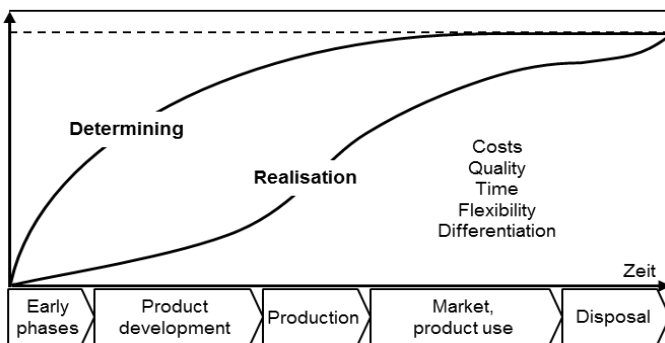 Determining
Realisation
Costs
Quality
Time
Flexibility
Differentiation
Zeit
Early
phases
Product
development
Production
Market,
product use
Disposal